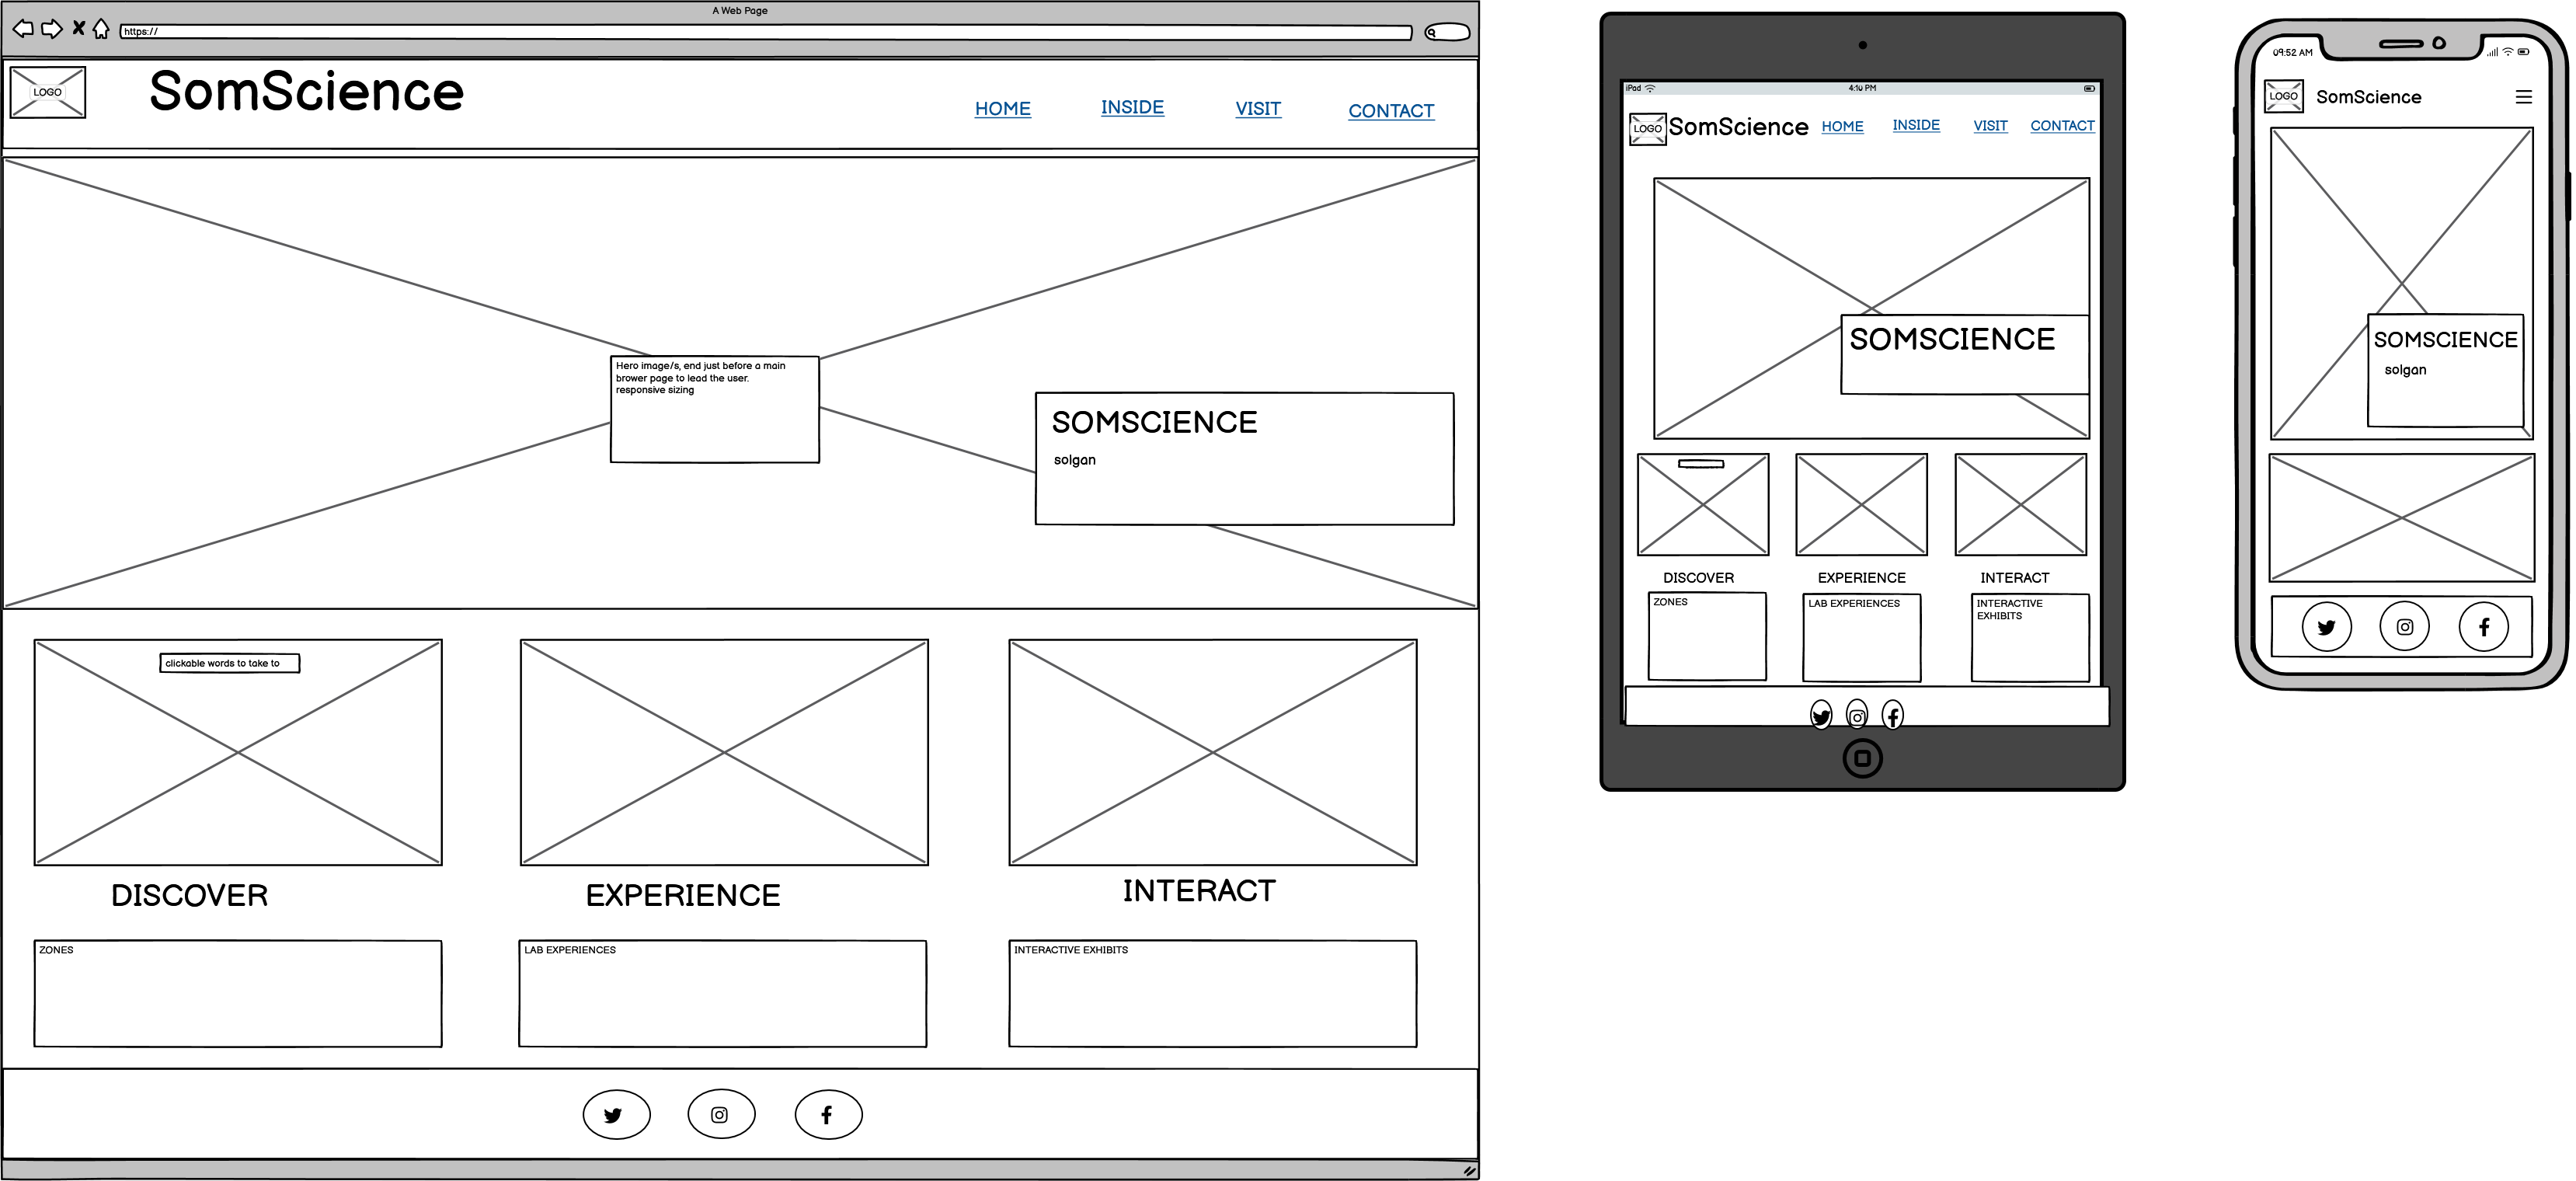 A Web Page
https://
LOGO
SomScience
HOME
INSIDE
VISIT
CONTACT
Hero image/s, end just before a main
brower page to lead the user.
responsive sizing
SOMSCIENCE
solgan
clickable words to take to
DISCOVER
EXPERIENCE
INTERACT
ZONES
LAB EXPERIENCES
INTERACTIVE EXHIBITS
iPad
4:10 PM
LOGO
SomScience
HOME
INSIDE
VISIT
CONTACT
SOMSCIENCE
DISCOVER
EXPERIENCE
INTERACT
ZONES
LAB EXPERIENCES
INTERACTIVE
EXHIBITS
09:52 AM
LOGO
SomScience
SOMSCIENCE
solgan